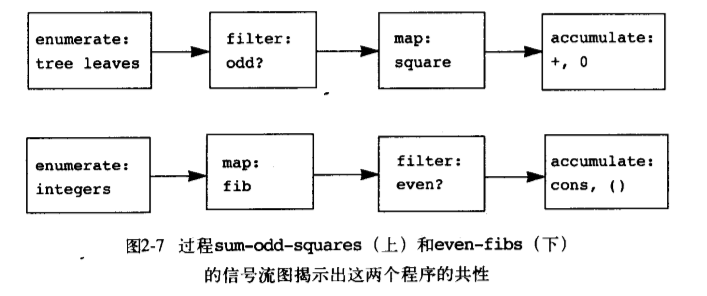 enumerate:
tree leaves
filter:
odd?
map:
square
accumulate:
+, 0
enumerate:
integers
map:
fib
filter:
even?
accumulate:
cons, ()
图2-7 过程sum-odd-squares（上）和even-fibs（下）
的信号流图揭示出这两个程序的共性